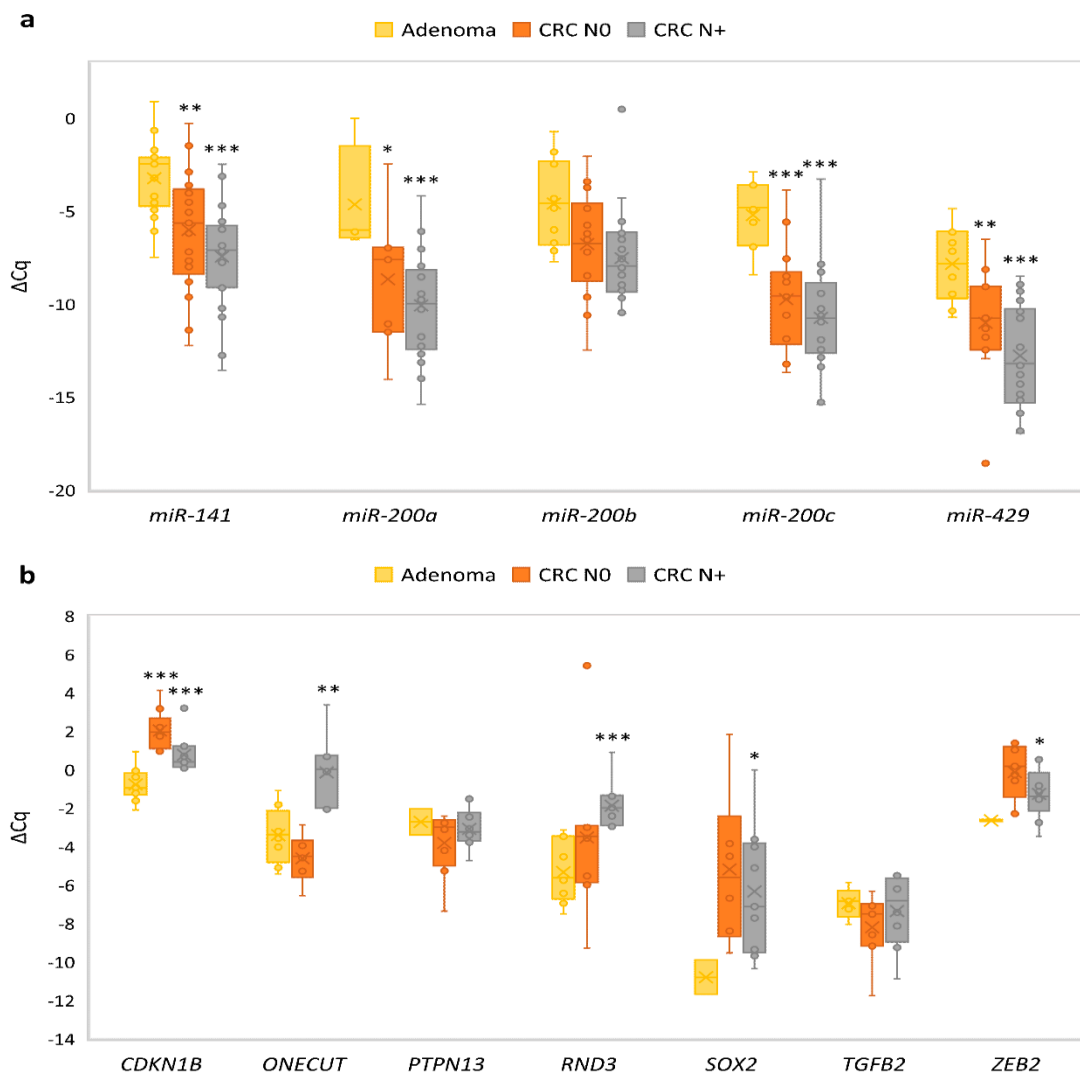 a
Adenoma CRC N0 CRC N+
0
-5
-10
-15
-20
ΔCq
** *** * *** *** *** ** ***
miR-141 miR-200a miR-200b miR-200c miR-429
b
Adenoma CRC N0 CRC N+
8
6
4
2
0
-2
-4
-6
-8
-10
-12
-14
ΔCq
*** *** ** *** * *
CDKN1B ONECUT PTPN13 RND3 SOX2 TGFB2 ZEB2